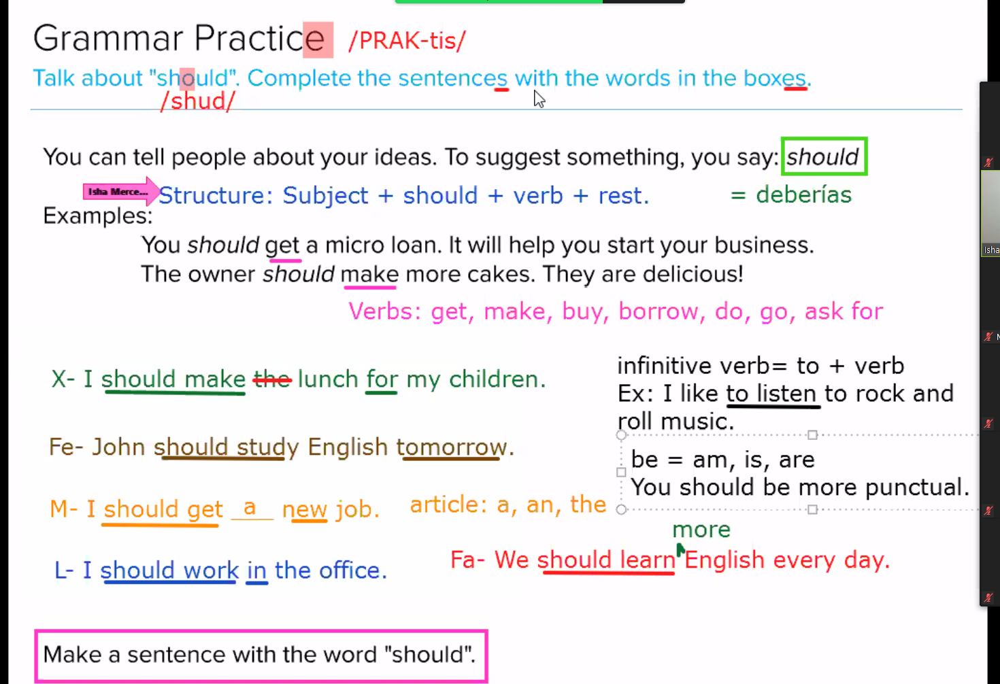 Grammar Practice /PRAK-tis/
Talk about "should". Complete the sentences with the words in the boxes.
/shud/
You can tell people about your ideas. To suggest something, you say: should
Isha Merce... Structure: Subject + should + verb + rest. = deberías
Examples:
You should get a micro loan. It will help you start your business.
The owner should make more cakes. They are delicious!
Verbs: get, make, buy, borrow, do, go, ask for
X- I should make the lunch for my children.
infinitive verb= to + verb
Ex: I like to listen to rock and
roll music.
Fe- John should study English tomorrow.
be = am, is, are
You should be more punctual.
M- I should get a new job. article: a, an, the
more
Fa- We should learn English every day.
L- I should work in the office.
Make a sentence with the word "should".
Isha